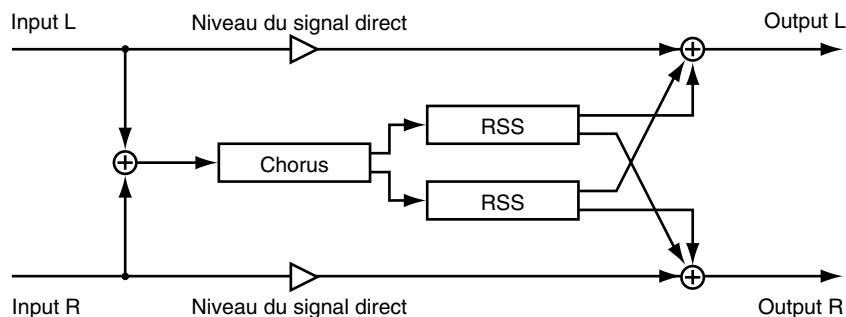 Input L
Niveau du signal direct
Output L
RSS
Chorus
RSS
Input R
Niveau du signal direct
Output R